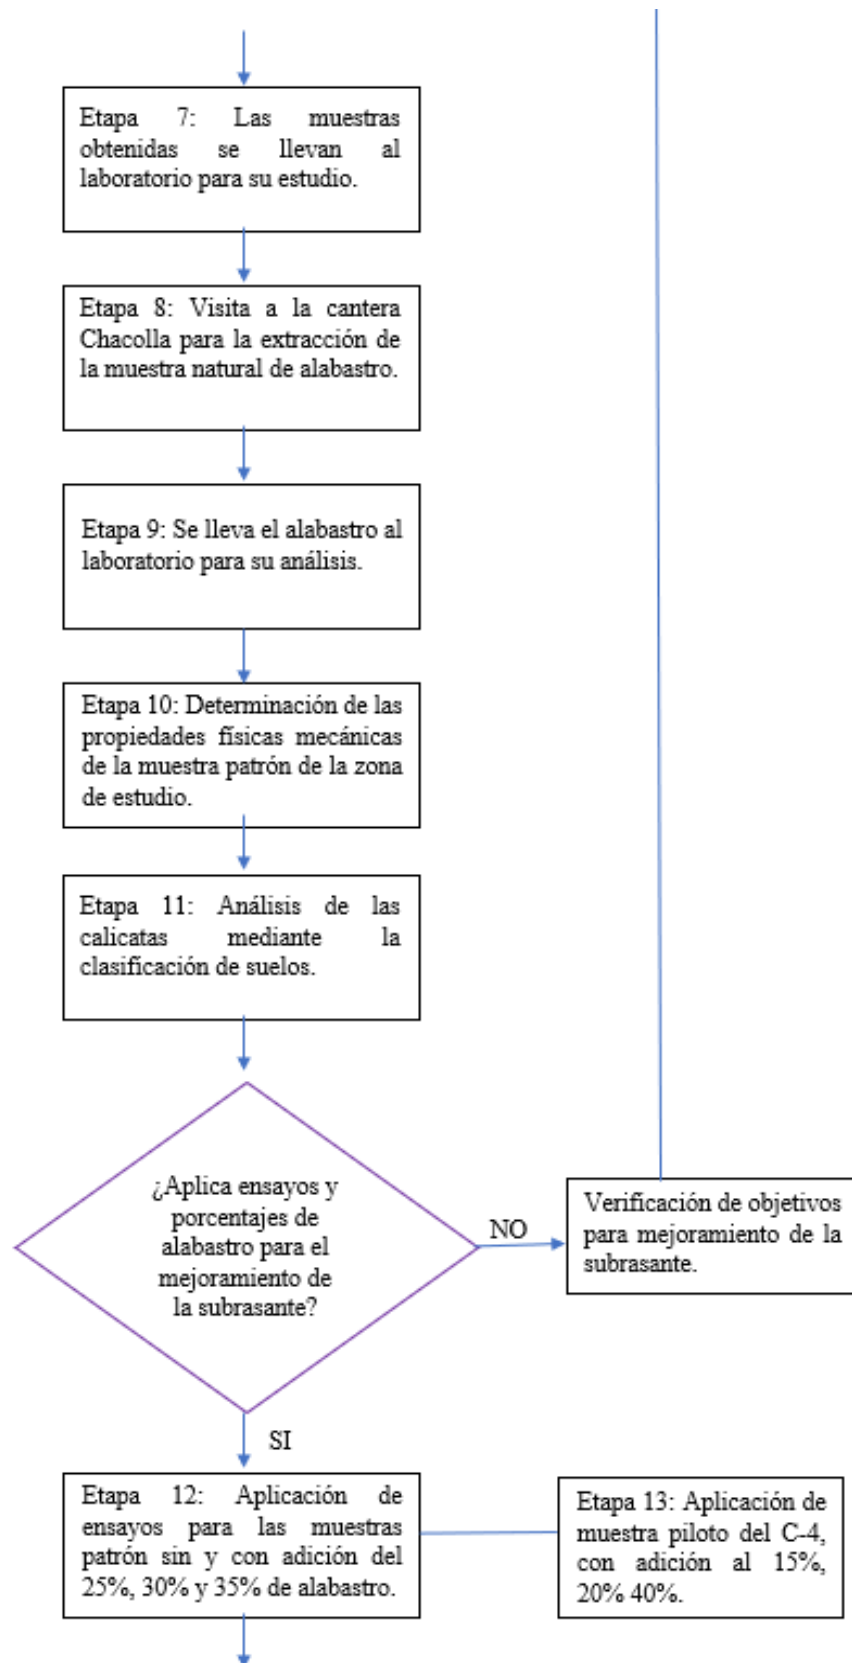 Etapa 7: Las muestras
obtenidas se llevan al
laboratorio para su estudio.
Etapa 8: Visita a la cantera
Chacolla para la extracción de
la muestra natural de alabastro.
Etapa 9: Se lleva el alabastro al
laboratorio para su análisis.
Etapa 10: Determinación de las
propiedades físicas mecánicas
de la muestra patrón de la zona
de estudio.
Etapa 11: Análisis de las
calicatas mediante la
clasificación de suelos.
¿Aplica ensayos y
porcentajes de
alabastro para el
mejoramiento de
la subrasante?
NO
Verificación de objetivos
para mejoramiento de la
subrasante.
SI
Etapa 12: Aplicación de
ensayos para las muestras
patrón sin y con adición del
25%, 30% y 35% de alabastro.
Etapa 13: Aplicación de
muestra piloto del C-4,
con adición al 15%,
20% 40%.